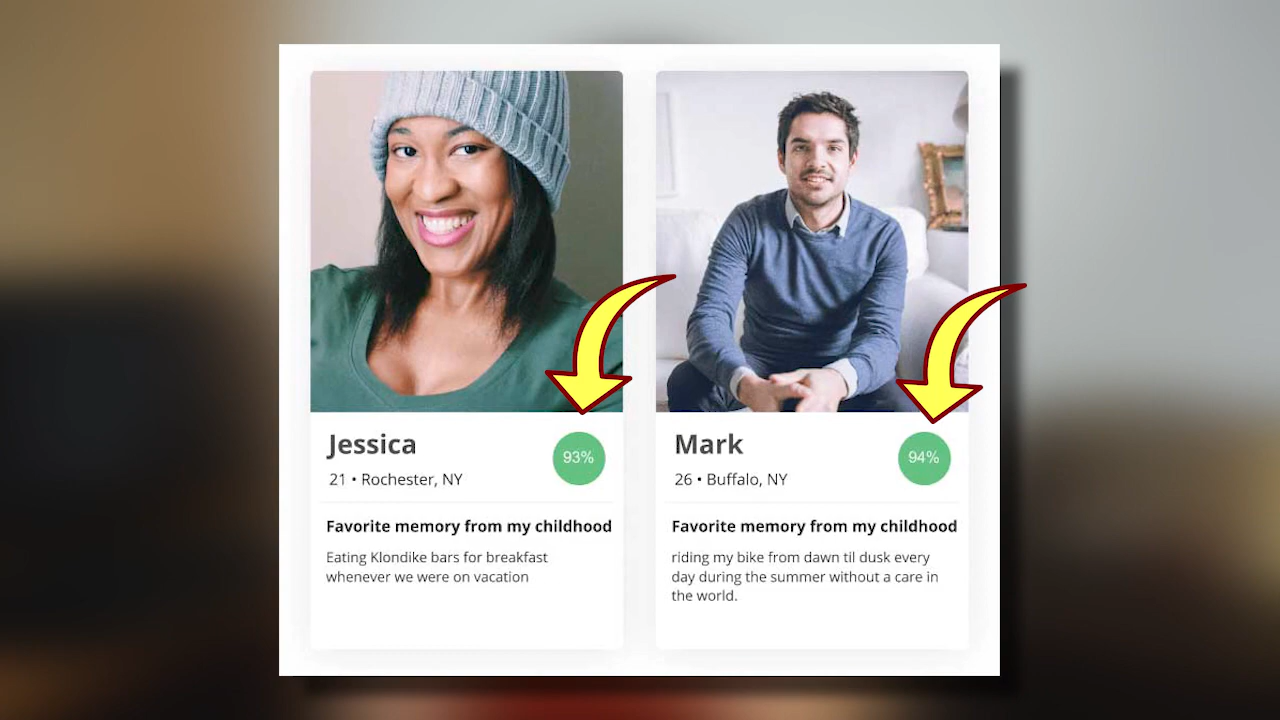 Jessica
93%
21 • Rochester, NY
Favorite memory from my childhood
Eating Klondike bars for breakfast
whenever we were on vacation
Mark
94%
26 • Buffalo, NY
Favorite memory from my childhood
riding my bike from dawn til dusk every
day during the summer without a care in
the world.